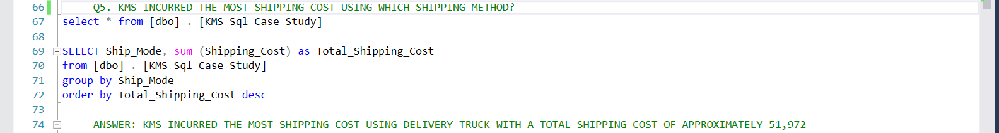 66 -----Q5. KMS INCURRED THE MOST SHIPPING COST USING WHICH SHIPPING METHOD?
67 select * from [dbo] . [KMS Sql Case Study]
68
69 SELECT Ship_Mode, sum (Shipping_Cost) as Total_Shipping_Cost
70 from [dbo] . [KMS Sql Case Study]
71 group by Ship_Mode
72 order by Total_Shipping_Cost desc
73
74 -----ANSWER: KMS INCURRED THE MOST SHIPPING COST USING DELIVERY TRUCK WITH A TOTAL SHIPPING COST OF APPROXIMATELY 51,972